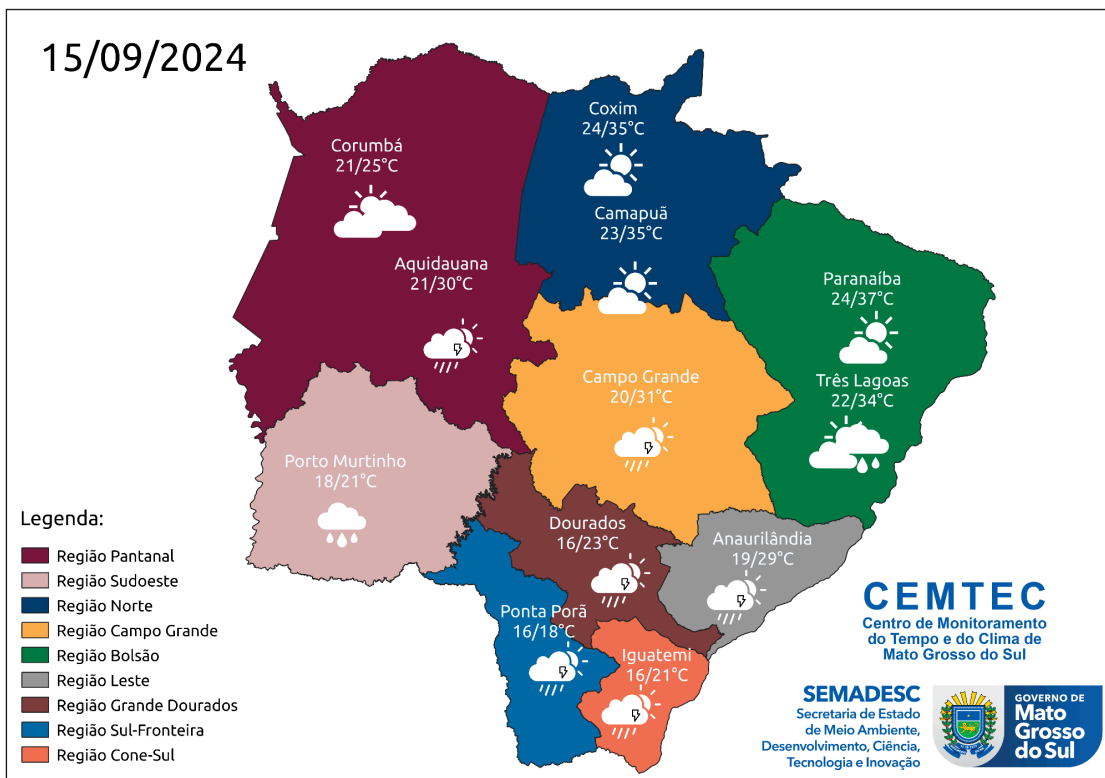 15/09/2024
Coxim
24/35°C
Corumbá
21/25°C
Camapuã
23/35°C
Aquidauana
21/30°C
Paranaíba
24/37°C
Campo Grande
20/31°C
Três Lagoas
22/34°C
Porto Murtinho
18/21°C
Dourados
16/23°C
Anaurilândia
19/29°C
Ponta Porã
16/18°C
Iguatemi
16/21°C
Legenda:
Região Pantanal
Região Sudoeste
Região Norte
Região Campo Grande
Região Bolsão
Região Leste
Região Grande Dourados
Região Sul-Fronteira
Região Cone-Sul
CEMTEC
Centro de Monitoramento
do Tempo e do Clima de
Mato Grosso do Sul
SEMADESC
Secretaria de Estado
de Meio Ambiente,
Desenvolvimento, Ciência,
Tecnologia e Inovação
GOVERNO DE
Mato
Grosso
do Sul